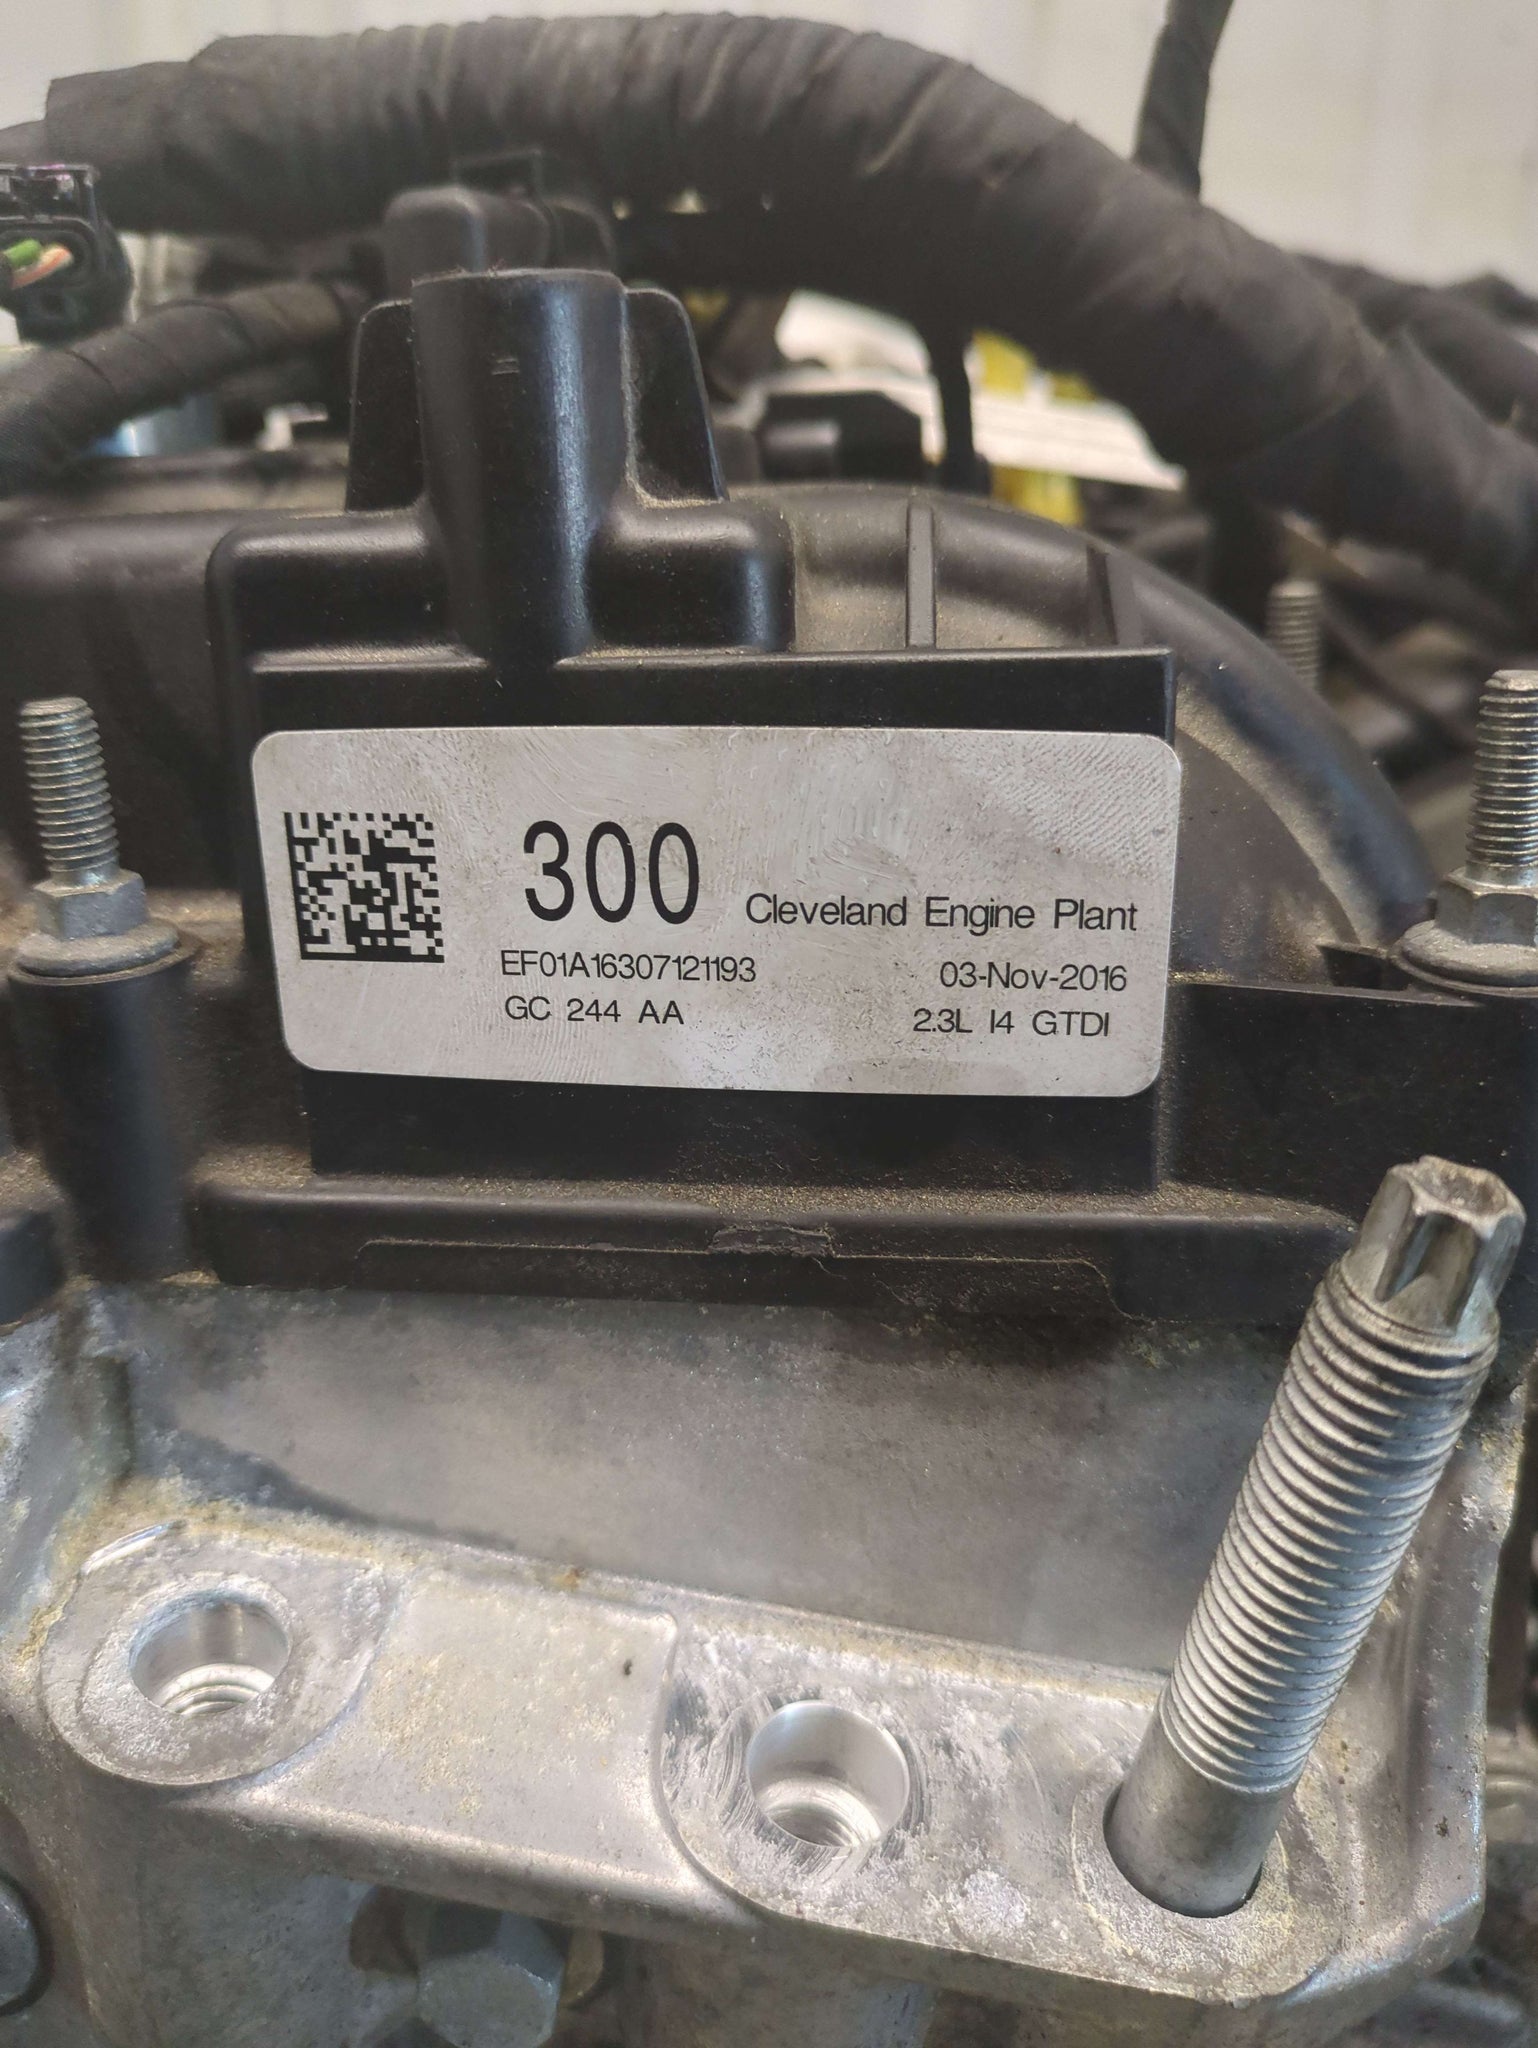 300 Cleveland Engine Plant
EF01A16307121193 03-Nov-2016
GC 244 AA 2.3L I4 GTDI